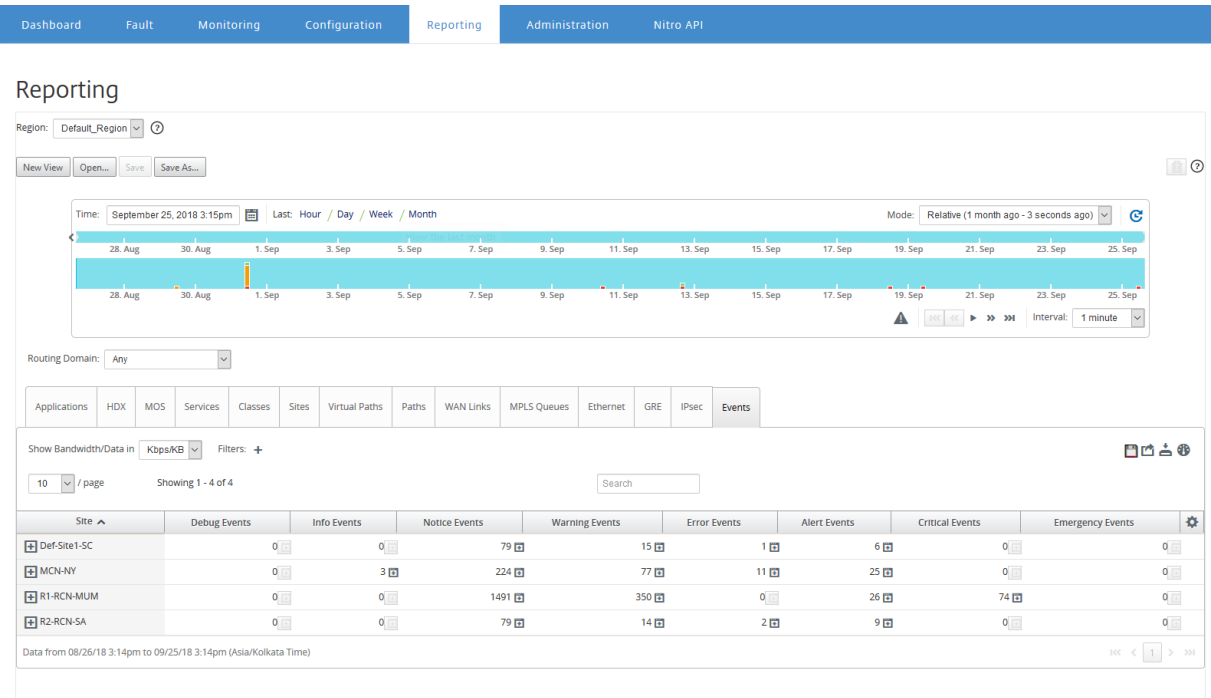 Dashboard Fault Monitoring Configuration Reporting Administration Nitro API
Reporting
Region: Default_Region
New View Open... Save Save As...
Time: September 25, 2018 3:15pm Last: Hour / Day / Week / Month Mode: Relative (1 month ago - 3 seconds ago)
28. Aug 30. Aug 1. Sep 3. Sep 5. Sep 7. Sep 9. Sep 11. Sep 13. Sep 15. Sep 17. Sep 19. Sep 21. Sep 23. Sep 25. Sep
28. Aug 30. Aug 1. Sep 3. Sep 5. Sep 7. Sep 9. Sep 11. Sep 13. Sep 15. Sep 17. Sep 19. Sep 21. Sep 23. Sep 25. Sep
Interval: 1 minute
Routing Domain: Any
Applications HDX MOS Services Classes Sites Virtual Paths Paths WAN Links MPLS Queues Ethernet GRE IPsec Events
Show Bandwidth/Data in Kbps/KB Filters: +
10 / page Showing 1 - 4 of 4 Search
Site Debug Events Info Events Notice Events Warning Events Error Events Alert Events Critical Events Emergency Events
Def-Site1-SC 0 0 79 15 1 6 0 0
MCN-NY 0 3 224 77 11 25 0 0
R1-RCN-MUM 0 0 1491 350 0 26 74 0
R2-RCN-SA 0 0 79 14 2 9 0 0
Data from 08/26/18 3:14pm to 09/25/18 3:14pm (Asia/Kolkata Time) 1